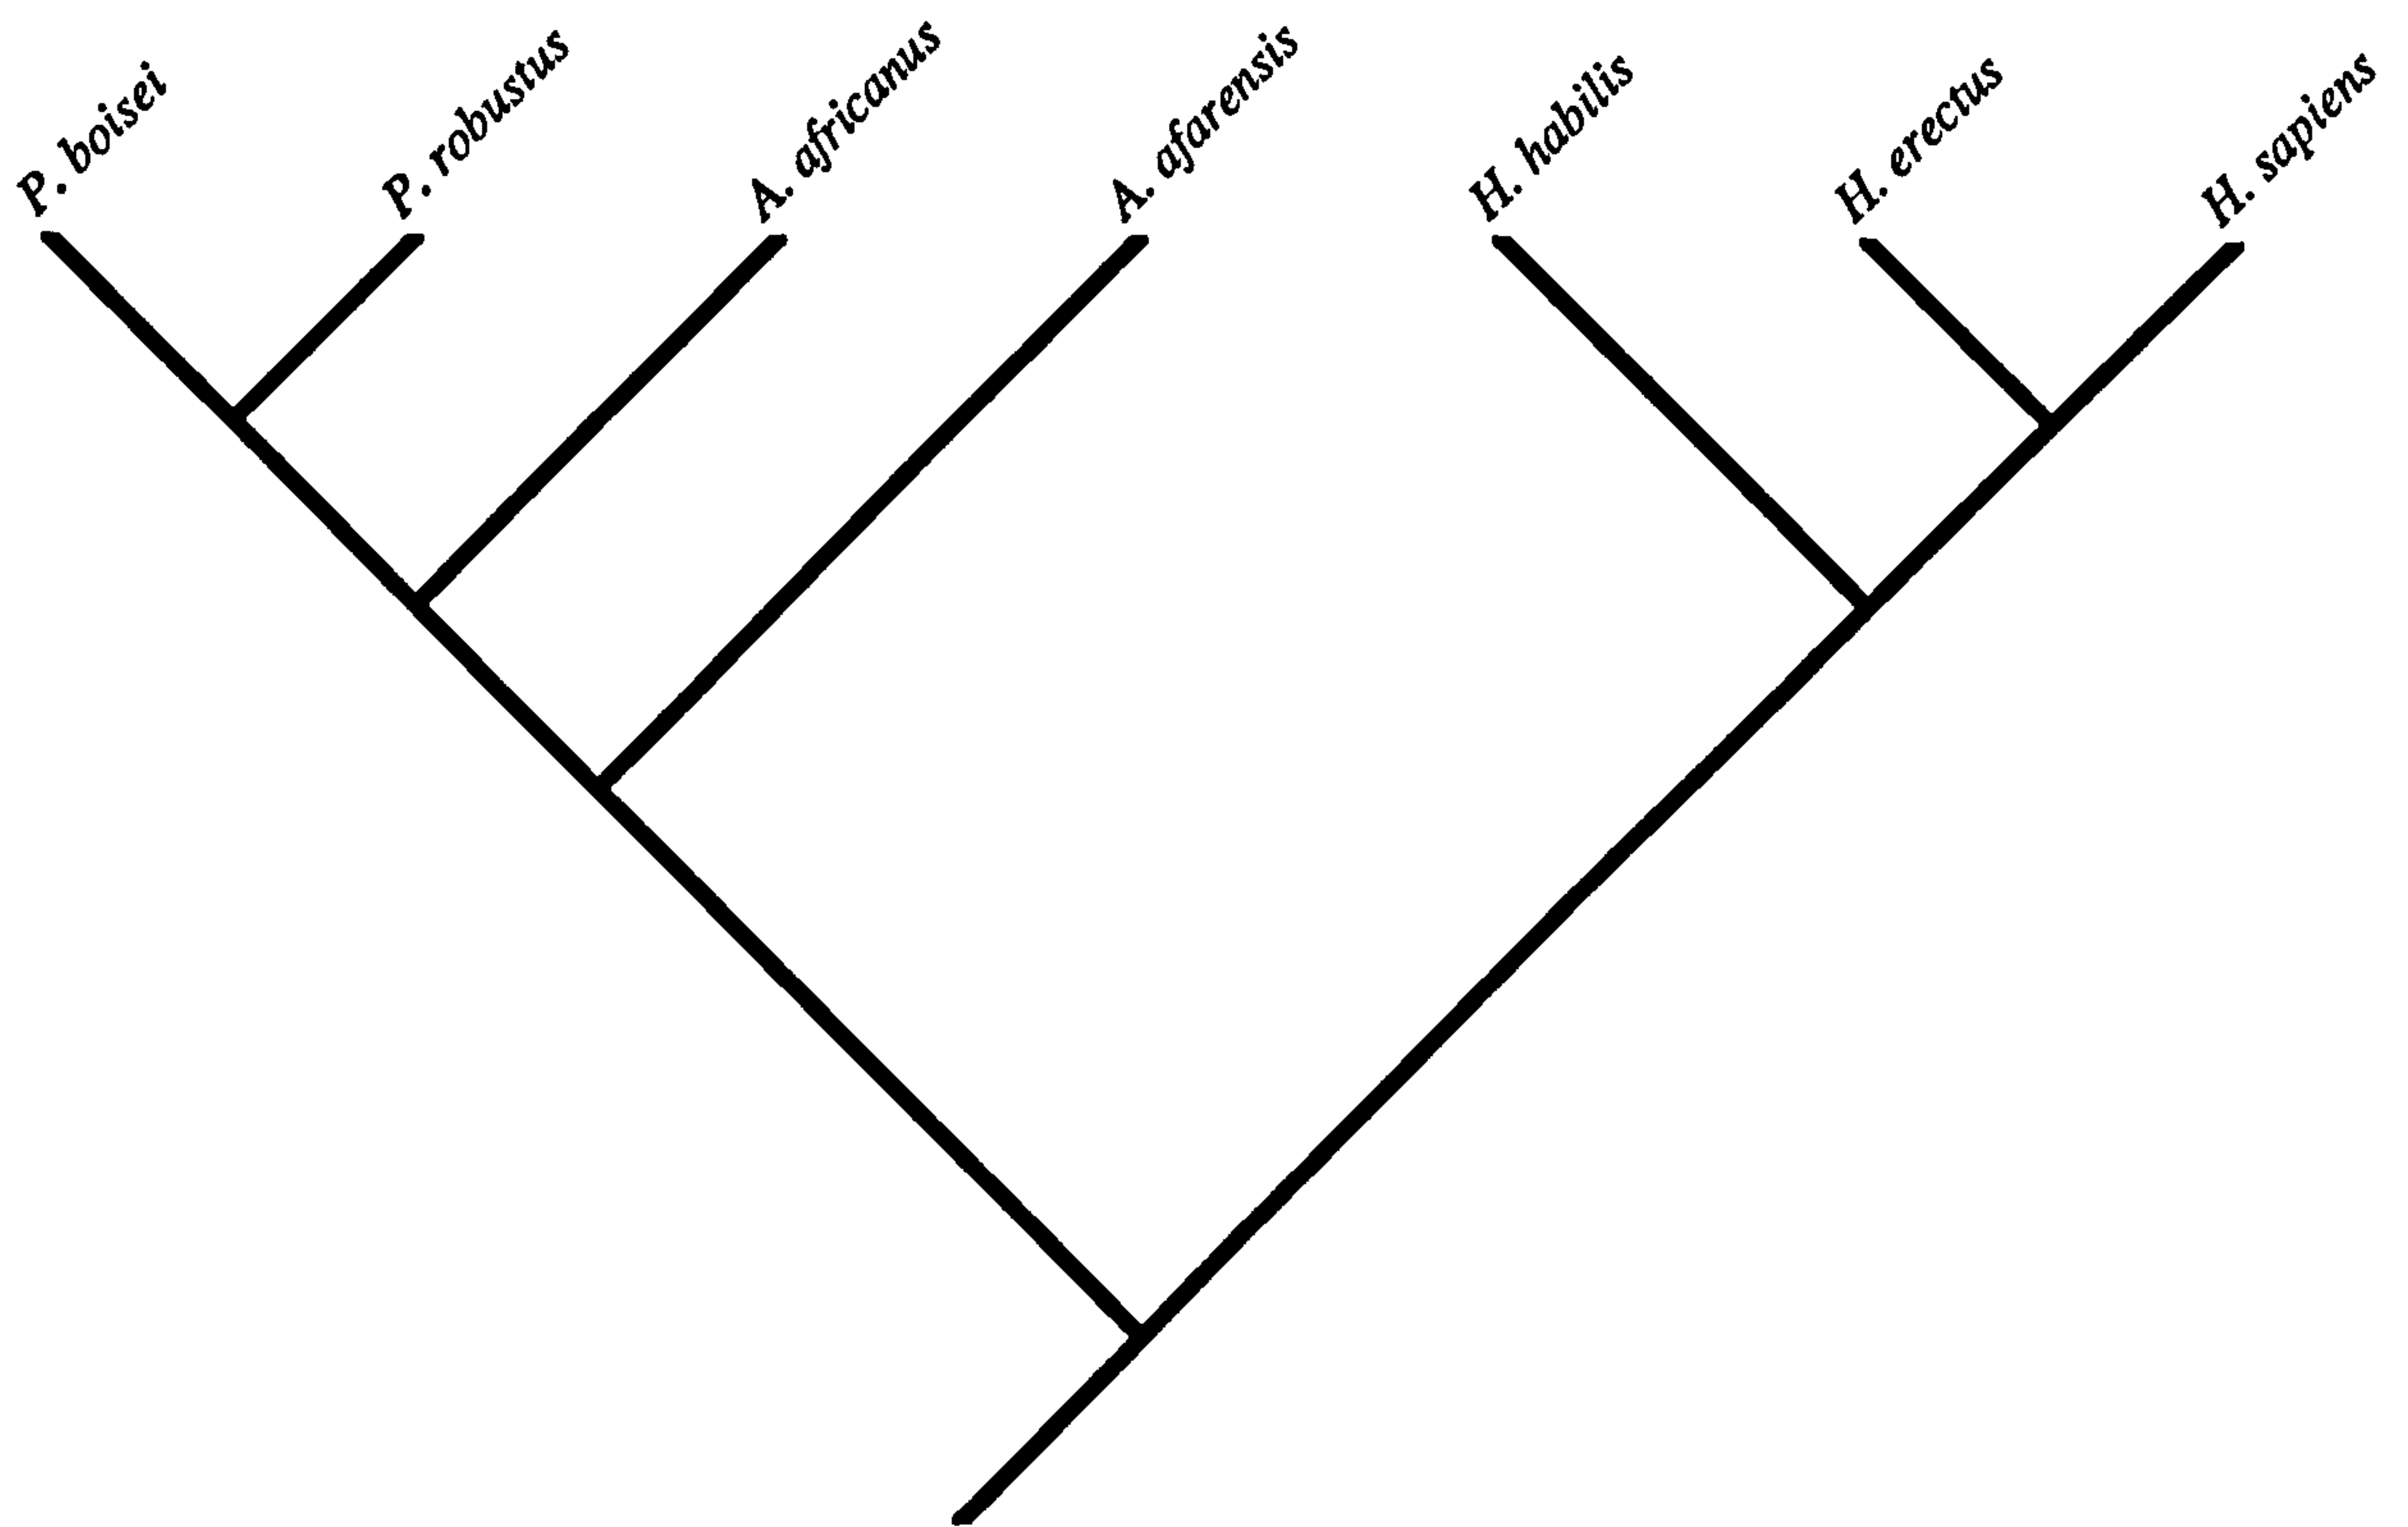 P. boisei
P. robustus
A. africanus
A. afarensis
H. habilis
H. erectus
H. sapiens